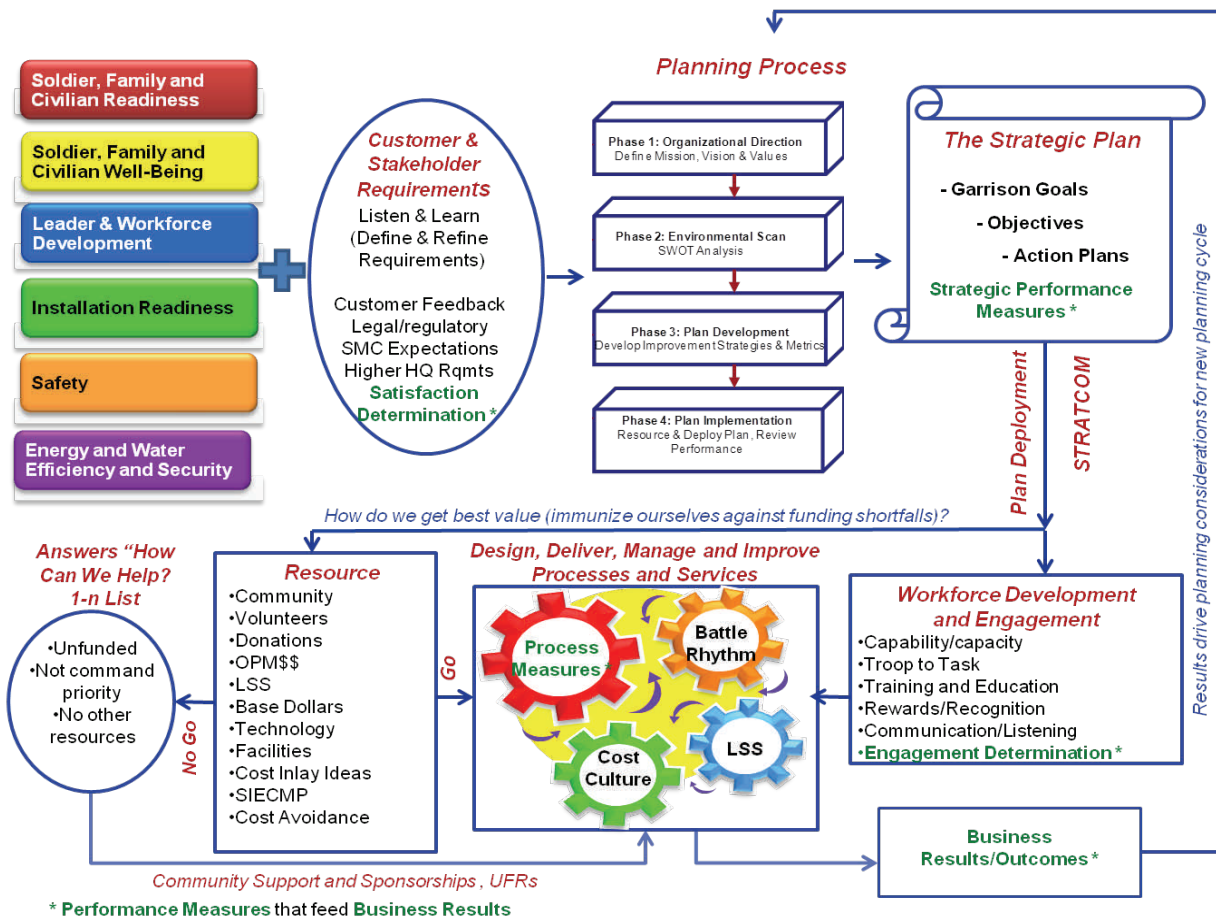 Soldier, Family and
Civilian Readiness
Soldier, Family and
Civilian Well-Being
Leader & Workforce
Development
Installation Readiness
Safety
Energy and Water
Efficiency and Security
Customer &
Stakeholder
Requirements
Listen & Learn
(Define & Refine
Requirements)
Customer Feedback
Legal/regulatory
SMC Expectations
Higher HQ Rqmts
Satisfaction
Determination *
Planning Process
Phase 1: Organizational Direction
Define Mission, Vision & Values
Phase 2: Environmental Scan
SWOT Analysis
Phase 3: Plan Development
Develop Improvement Strategies & Metrics
Phase 4: Plan Implementation
Resource & Deploy Plan, Review
Performance
The Strategic Plan
- Garrison Goals
- Objectives
- Action Plans
Strategic Performance
Measures *
Plan Deployment
STRATCOM
Results drive planning considerations for new planning cycle
How do we get best value (immunize ourselves against funding shortfalls)?
Answers “How
Can We Help?
1-n List
•Unfunded
•Not command
priority
•No other
resources
No Go
Resource
•Community
•Volunteers
•Donations
•OPM$$
•LSS
•Base Dollars
•Technology
•Facilities
•Cost Inlay Ideas
•SIECMP
•Cost Avoidance
Go
Design, Deliver, Manage and Improve
Processes and Services
Process
Measures *
Battle
Rhythm
Cost
Culture
LSS
Workforce Development
and Engagement
•Capability/capacity
•Troop to Task
•Training and Education
•Rewards/Recognition
•Communication/Listening
•Engagement Determination *
Business
Results/Outcomes *
Community Support and Sponsorships , UFRs
* Performance Measures that feed Business Results